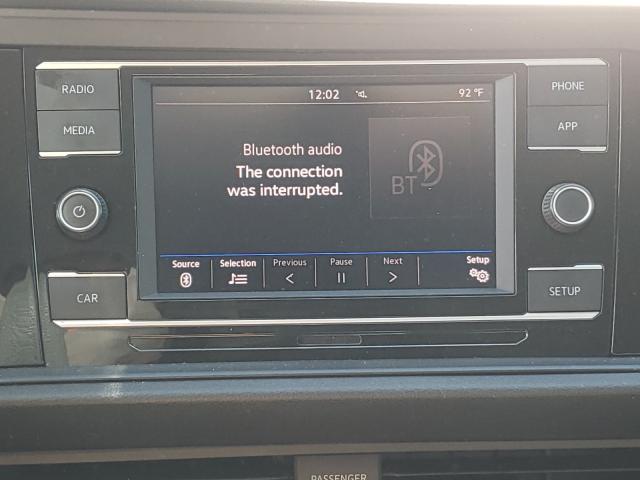 RADIO
MEDIA
CAR
12:02
92 °F
Bluetooth audio
The connection
was interrupted.
BT
Source
Selection
Previous
Pause
Next
Setup
PHONE
APP
SETUP
PASSENGER